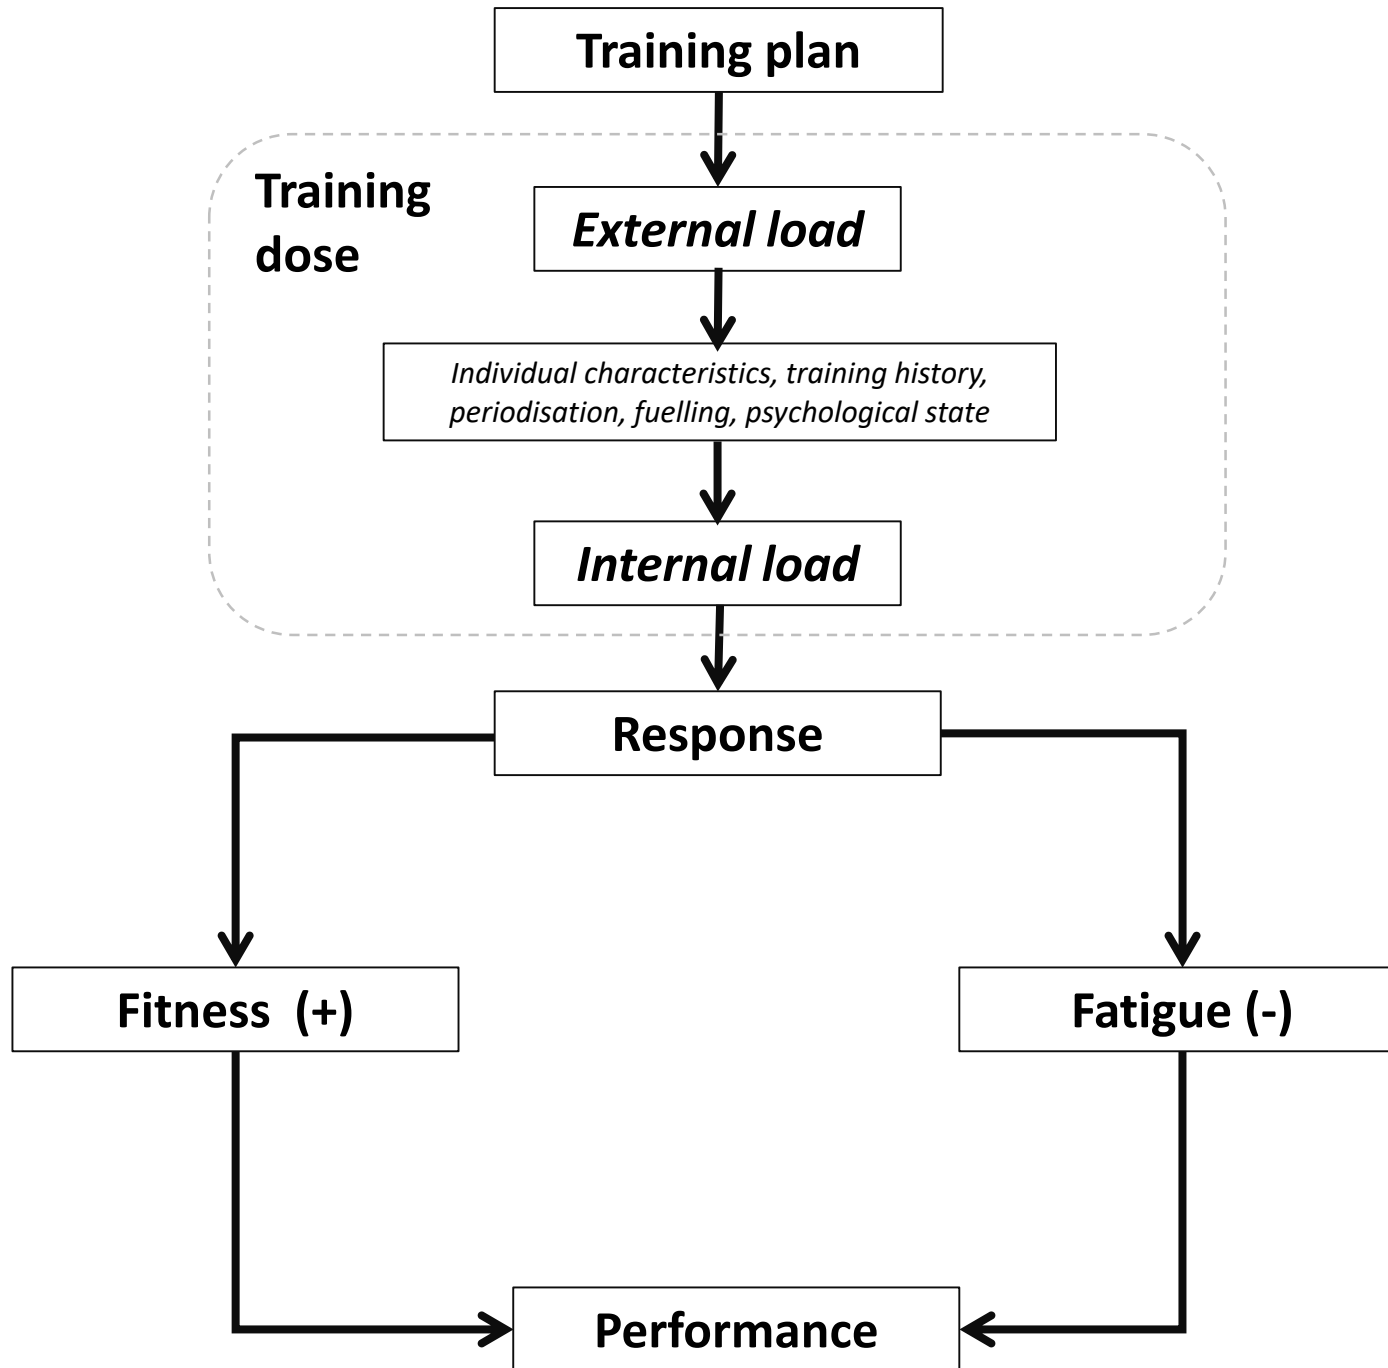 Training plan
Training
dose
External load
Individual characteristics, training history,
periodisation, fuelling, psychological state
Internal load
Response
Fitness (+)
Fatigue (-)
Performance